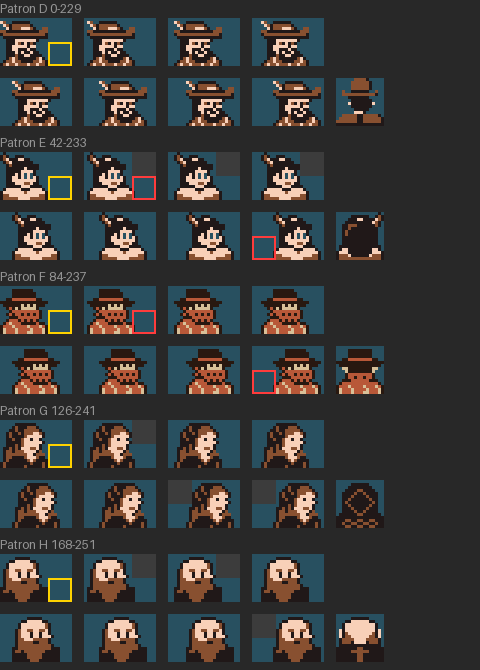 Patron D 0-229
Patron E 42-233
Patron F 84-237
Patron G 126-241
Patron H 168-251